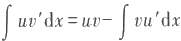 ∫ uv′dx = uv − ∫ vu′dx